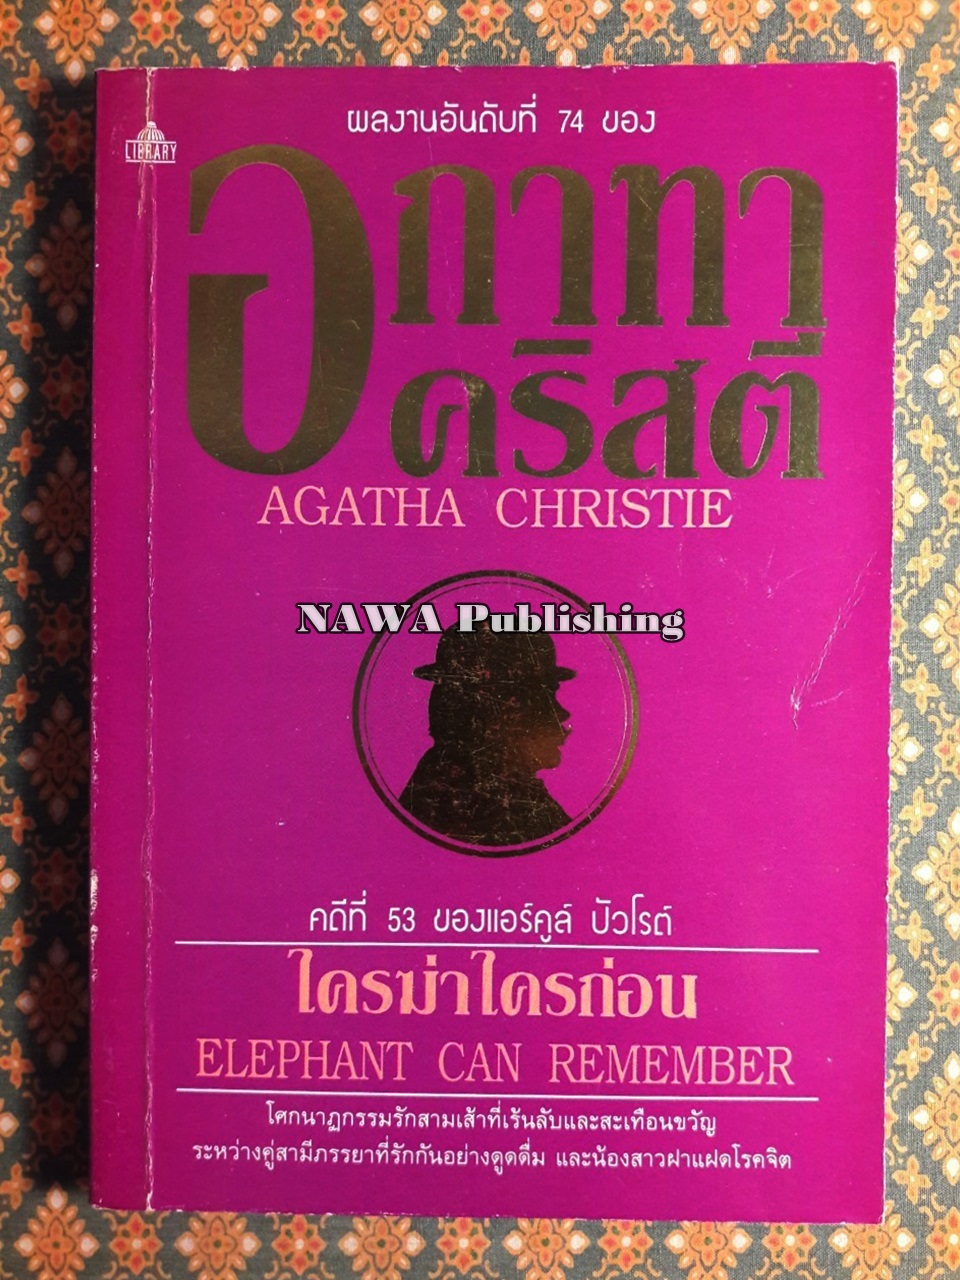 ผลงานอันดับที่ 74 ของ
LIBRARY
อกาทา
คริสตี
AGATHA CHRISTIE
NAWA Publishing
คดีที่ 53 ของแอร์คูล์ ปัวโรต์
ใครฆ่าใครก่อน
ELEPHANT CAN REMEMBER
โศกนาฏกรรมรักสามเส้าที่เร้นลับและสะเทือนขวัญ
ระหว่างคู่สามีภรรยาที่รักกันอย่างดูดดื่ม และน้องสาวฝาแฝดโรคจิต